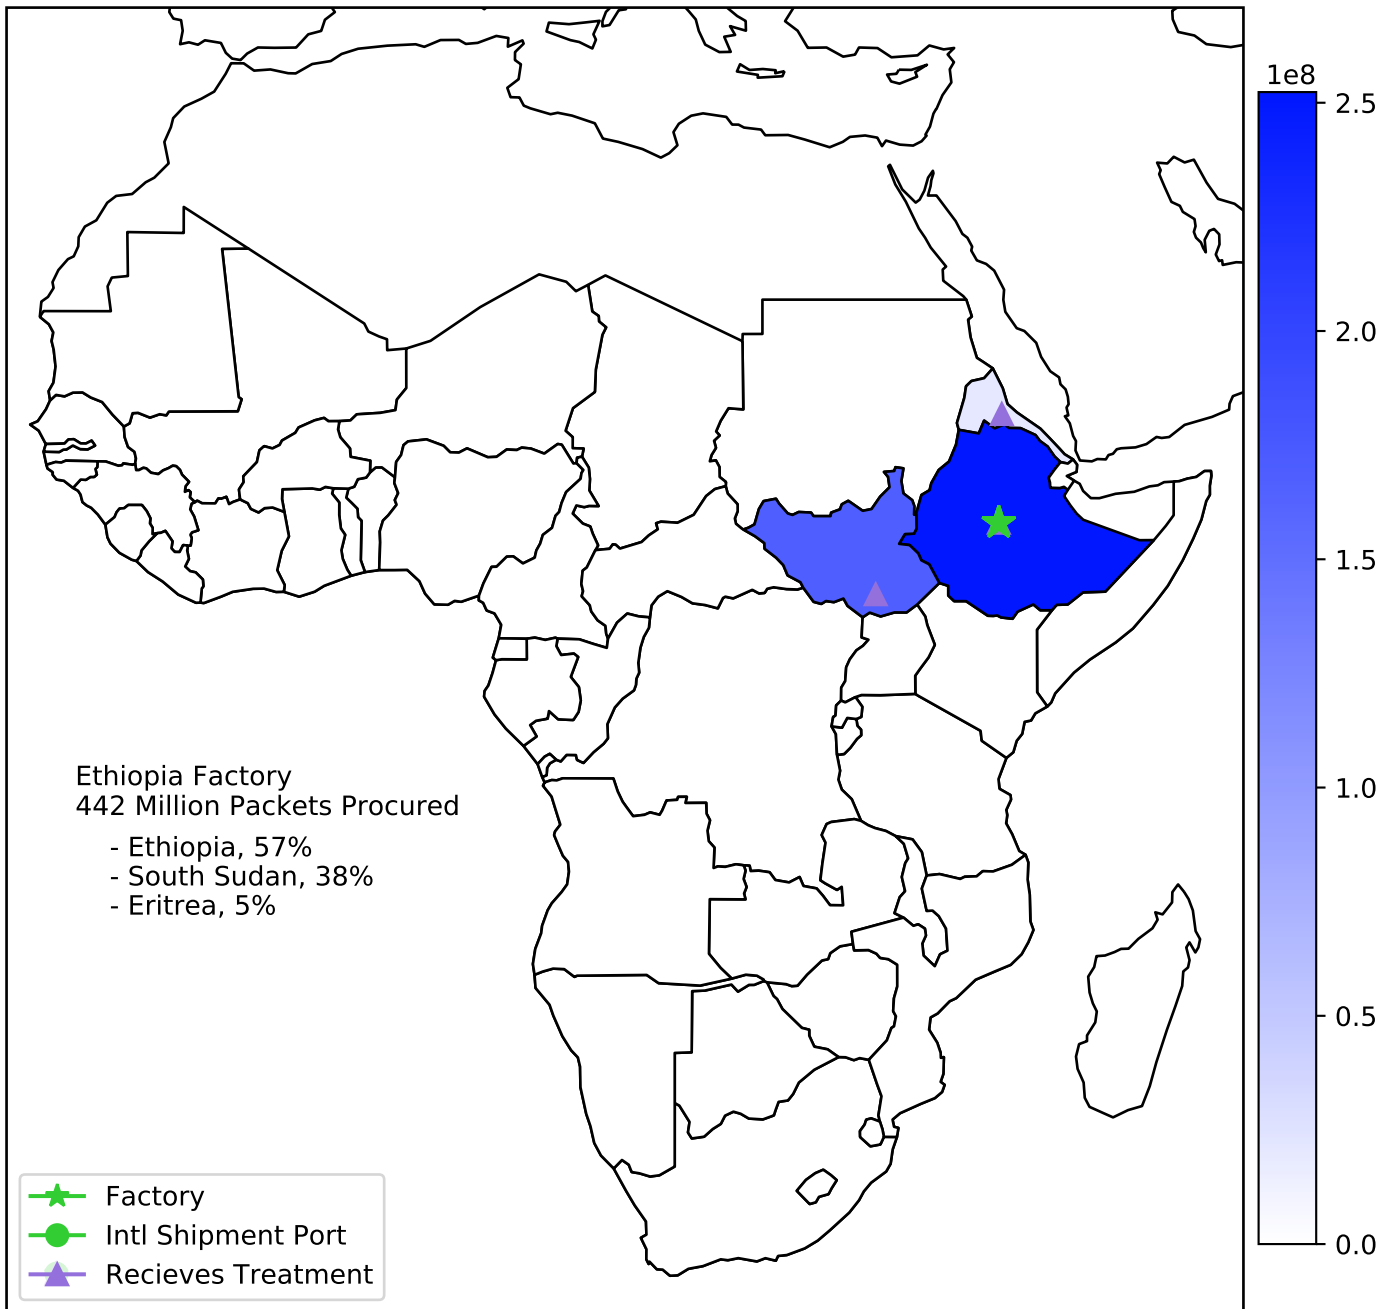 1e8
2.5
2.0
1.5
1.0
0.5
0.0
Ethiopia Factory
442 Million Packets Procured
- Ethiopia, 57%
- South Sudan, 38%
- Eritrea, 5%
Factory
Intl Shipment Port
Recieves Treatment